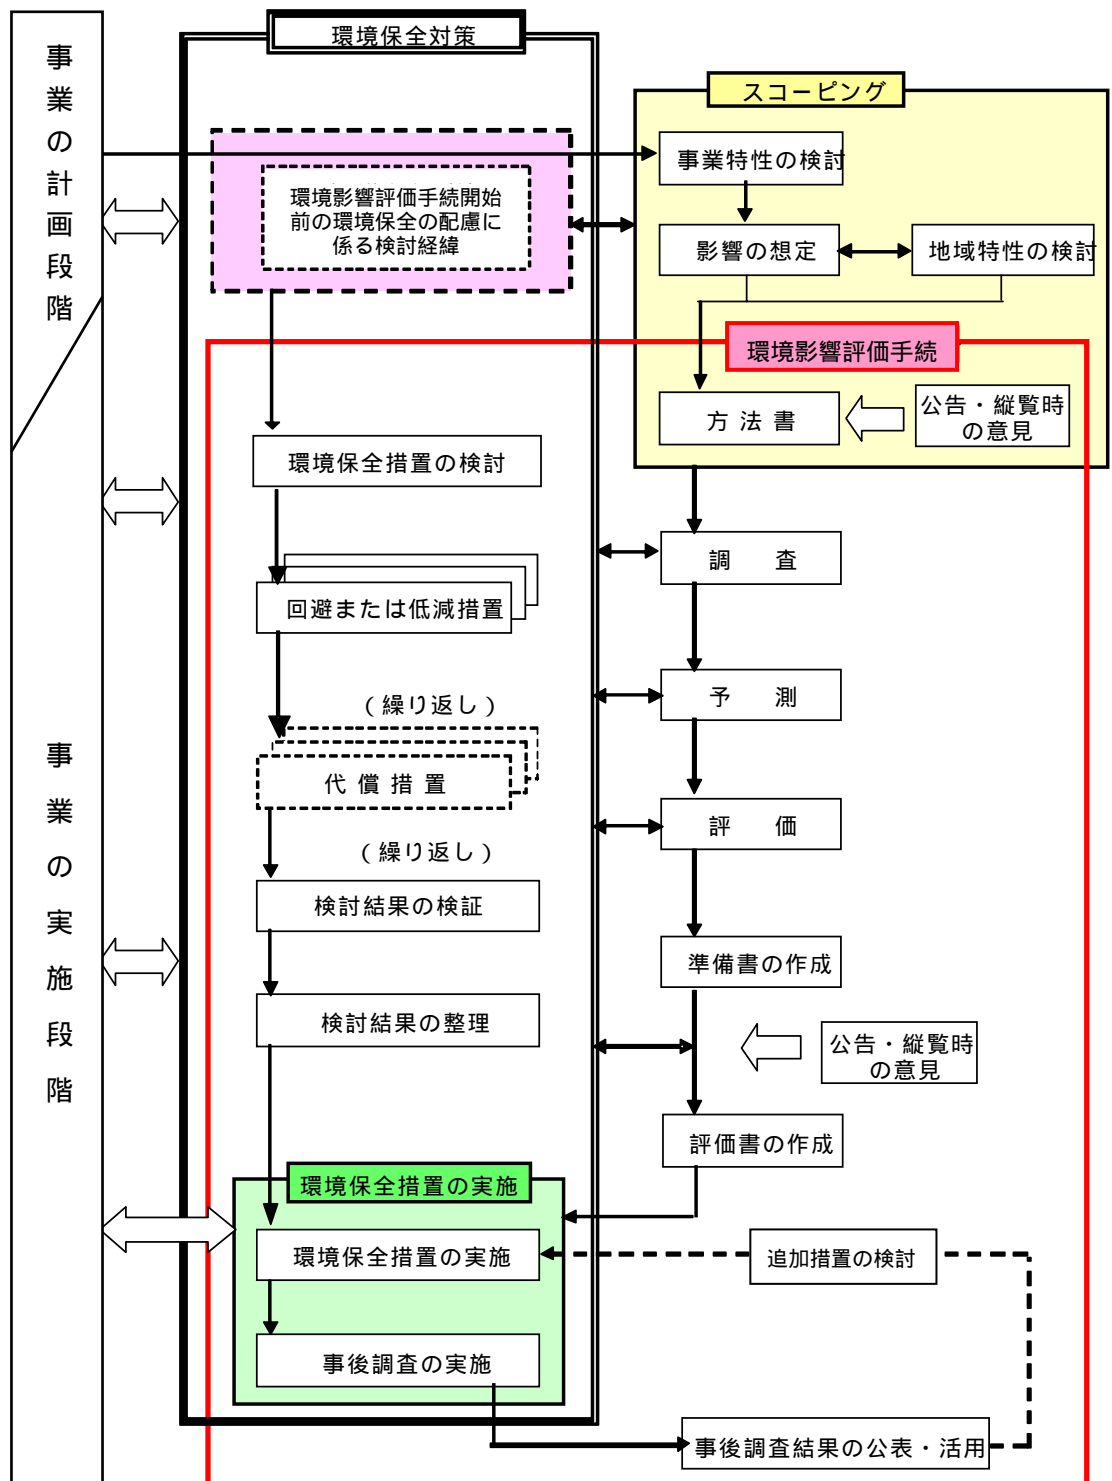 事業の計画段階
事業の実施段階
環境保全対策
環境影響評価手続開始
前の環境保全の配慮に
係る検討経緯
環境保全措置の検討
回避または低減措置
(繰り返し)
代償措置
(繰り返し)
検討結果の検証
検討結果の整理
環境保全措置の実施
環境保全措置の実施
事後調査の実施
スコーピング
事業特性の検討
影響の想定
地域特性の検討
環境影響評価手続
方法書
公告・縦覧時
の意見
調 査
予 測
評 価
準備書の作成
公告・縦覧時
の意見
評価書の作成
追加措置の検討
事後調査結果の公表・活用